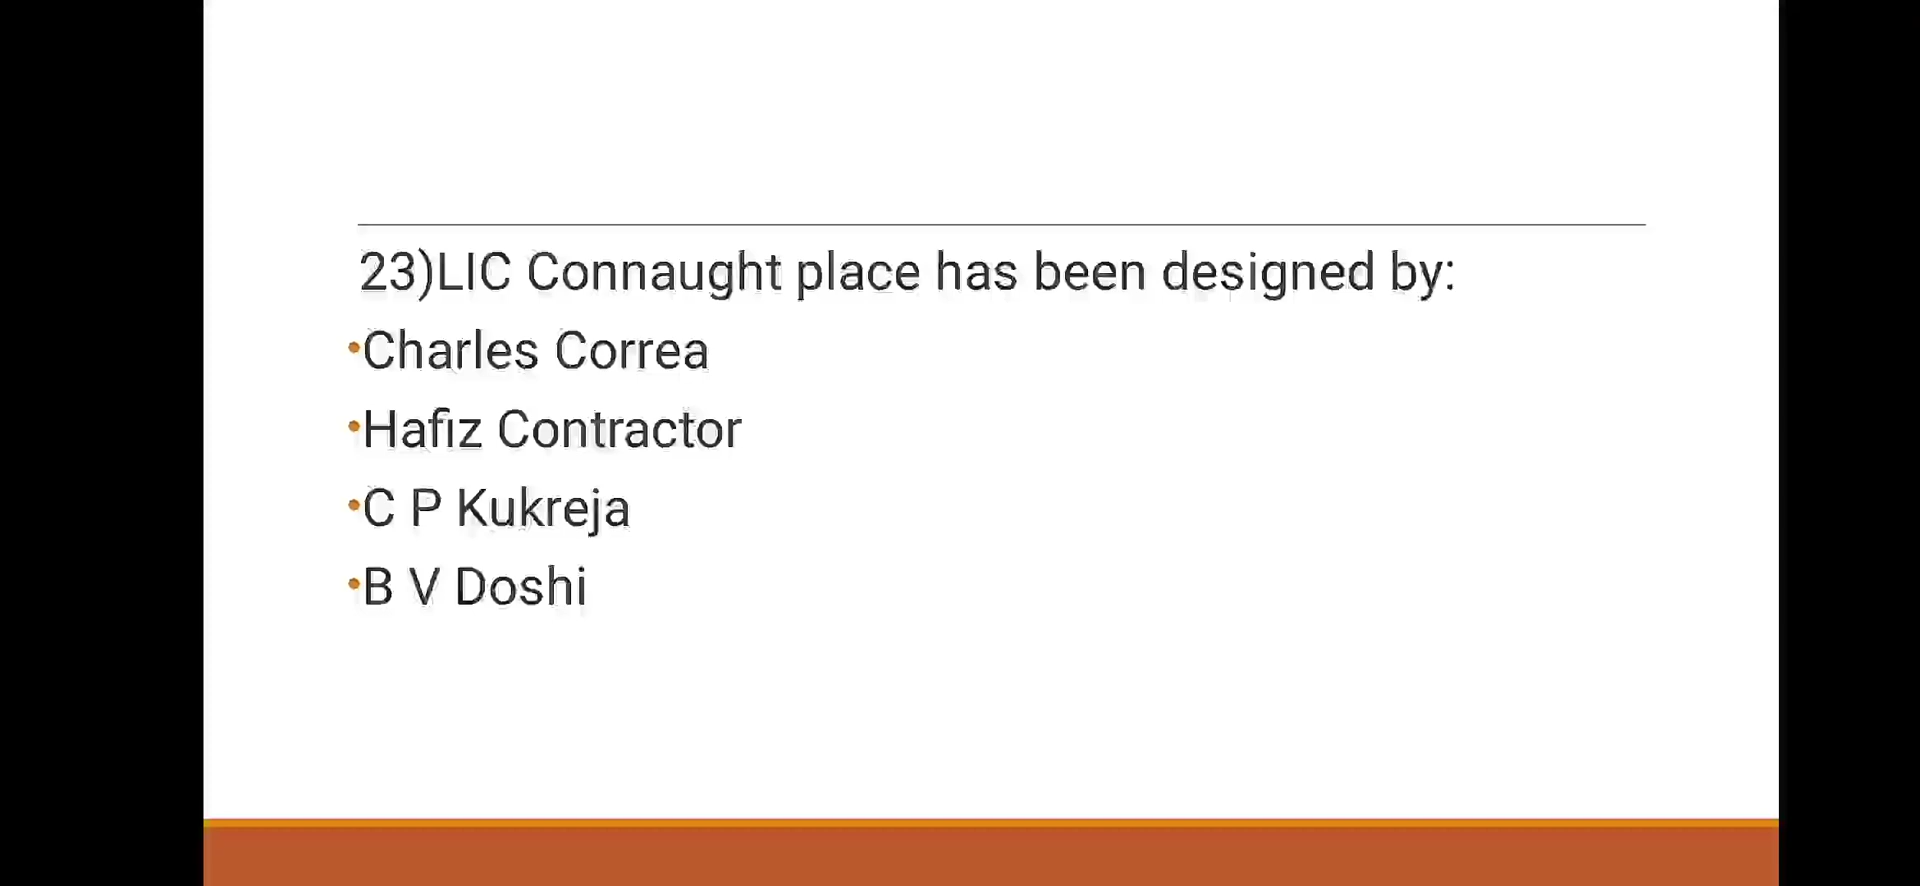 23)LIC Connaught place has been designed by:
•Charles Correa
•Hafiz Contractor
•C P Kukreja
•B V Doshi